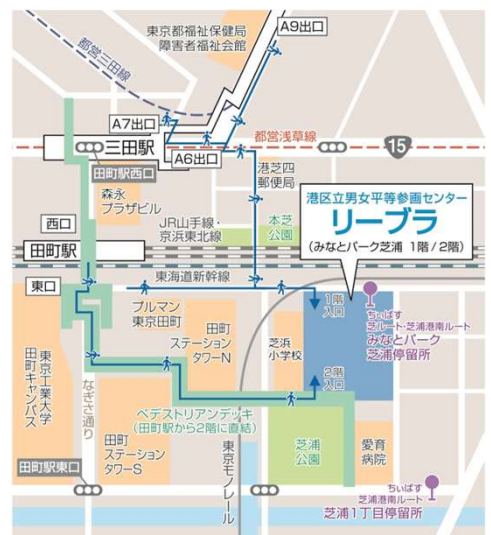 東京都福祉保健局
障害者福祉会館
A9出口
都営三田線
A7出口
三田駅
A6出口
都営浅草線
15
田町駅西口
港芝四
郵便局
森永
プラザビル
本芝
公園
港区立男女平等参画センター
リーブラ
(みなとパーク芝浦 1階/2階)
西口
JR山手線・
京浜東北線
田町駅
東海道新幹線
東口
プルマン
東京田町
田町
ステーション
タワーN
芝浜
小学校
1階
入口
ちぃばす
芝ルート・芝浦港南ルート
みなとパーク
芝浦停留所
2階
入口
東京工業大学
田町キャンパス
なぎさ通り
ペデストリアンデッキ
(田町駅から2階に直結)
田町
ステーション
タワーS
東京モノレール
芝浦
公園
愛育
病院
田町駅東口
ちぃばす
芝浦港南ルート
芝浦1丁目停留所